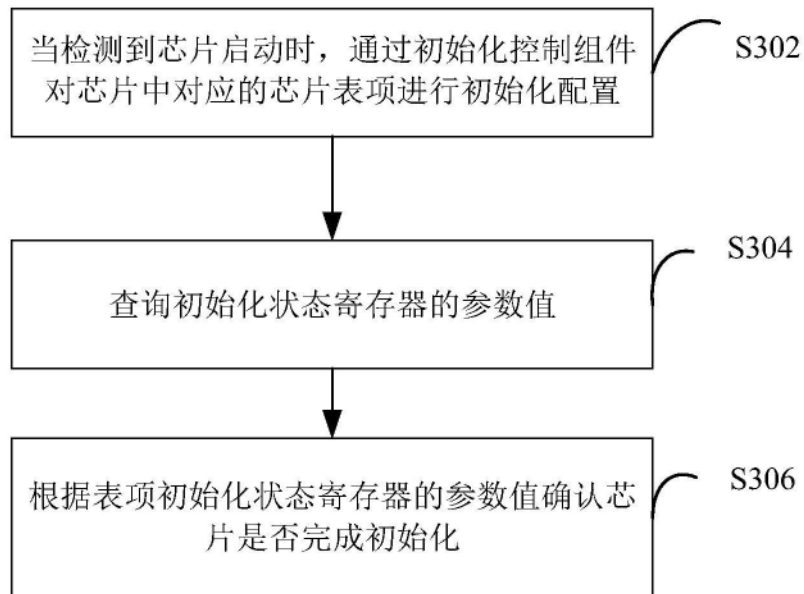 当检测到芯片启动时，通过初始化控制组件
对芯片中对应的芯片表项进行初始化配置
S302
查询初始化状态寄存器的参数值
S304
根据表项初始化状态寄存器的参数值确认芯
片是否完成初始化
S306